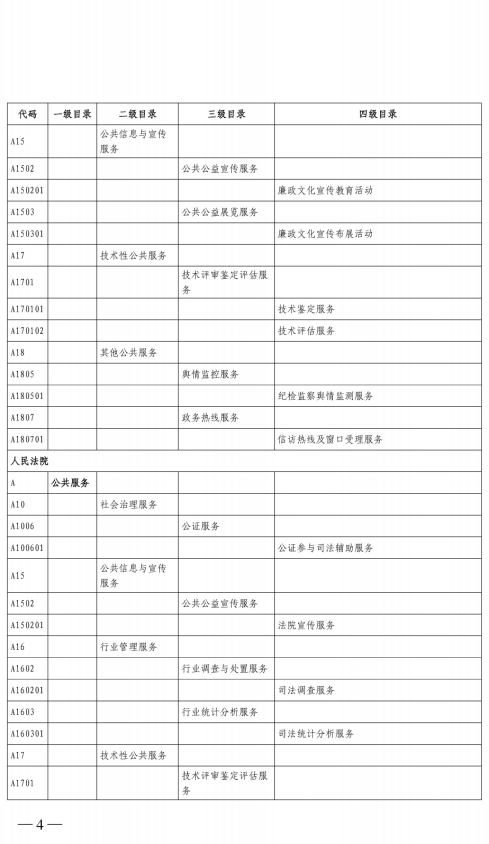 代码 一级目录 二级目录 三级目录 四级目录
A15 公共信息与宣传
服务
A1502 公共公益宣传服务
A150201 廉政文化宣传教育活动
A1503 公共公益展览服务
A150301 廉政文化宣传布展活动
A17 技术性公共服务
A1701 技术评审鉴定评估服
务
A170101 技术鉴定服务
A170102 技术评估服务
A18 其他公共服务
A1805 舆情监控服务
A180501 纪检监察舆情监测服务
A1807 政务热线服务
A180701 信访热线及窗口受理服务
人民法院
A 公共服务
A10 社会治理服务
A1006 公证服务
A100601 公证参与司法辅助服务
A15 公共信息与宣传
服务
A1502 公共公益宣传服务
A150201 法院宣传服务
A16 行业管理服务
A1602 行业调查与处置服务
A160201 司法调查服务
A1603 行业统计分析服务
A160301 司法统计分析服务
A17 技术性公共服务
A1701 技术评审鉴定评估服
务
— 4 —